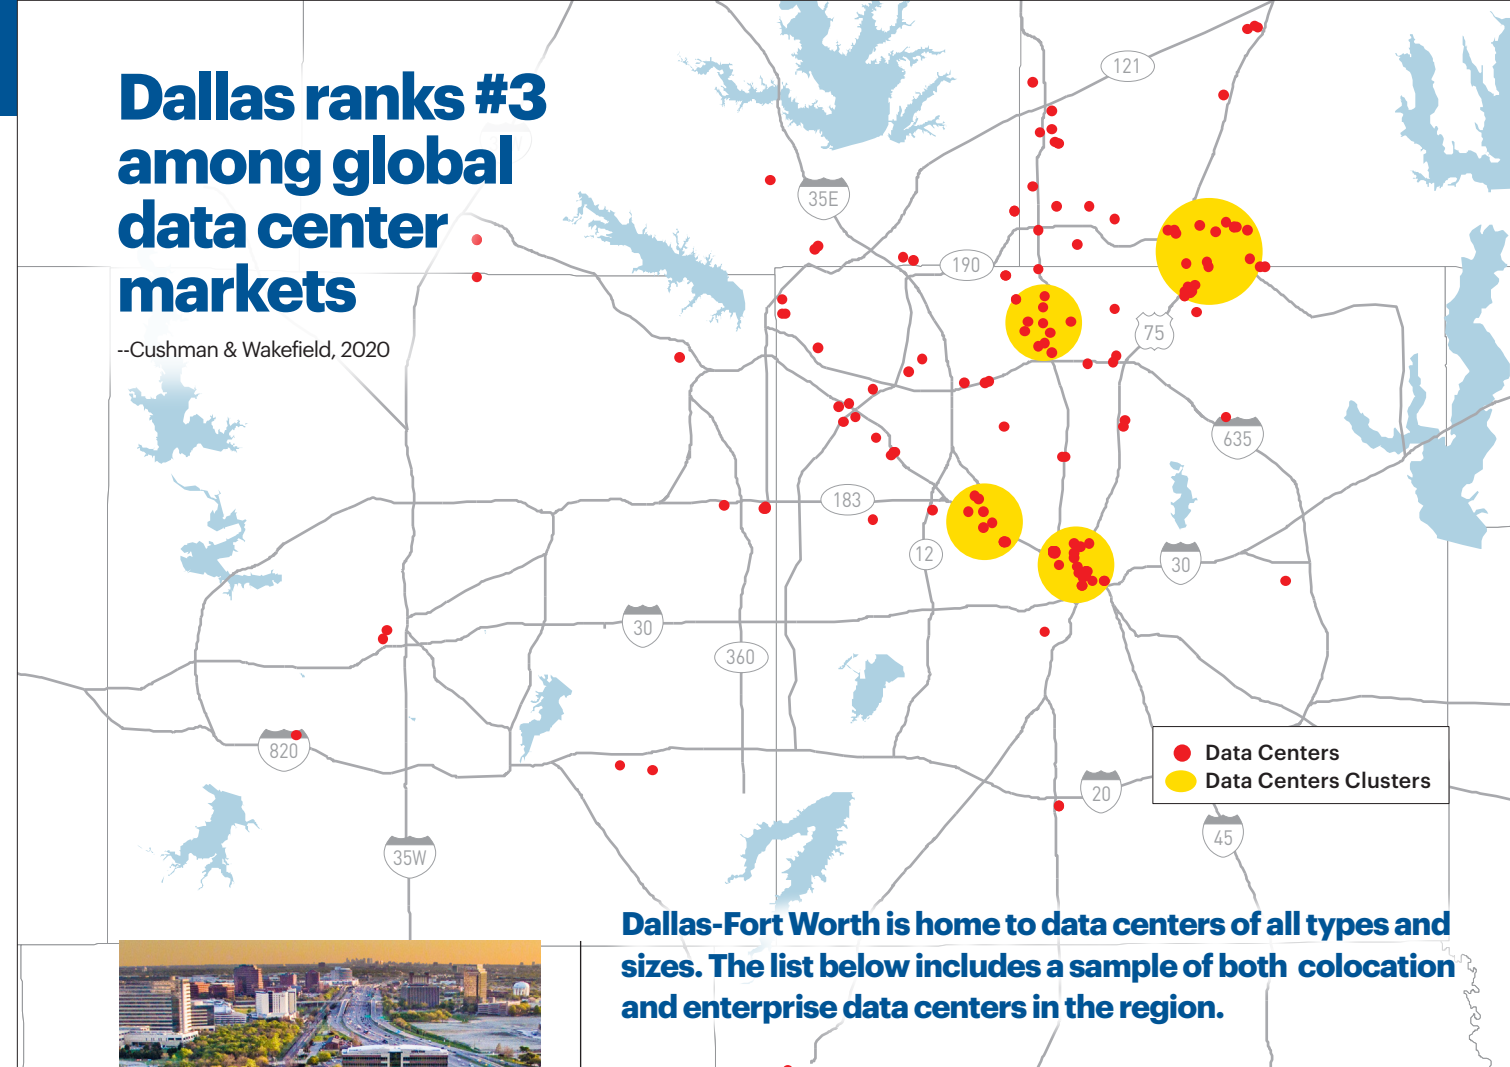 Dallas ranks #3
among global
data center
markets
--Cushman & Wakefield, 2020
121
35E
190
75
635
183
12
30
30
360
820
Data Centers
Data Centers Clusters
20
45
35W
Dallas-Fort Worth is home to data centers of all types and
sizes. The list below includes a sample of both colocation
and enterprise data centers in the region.